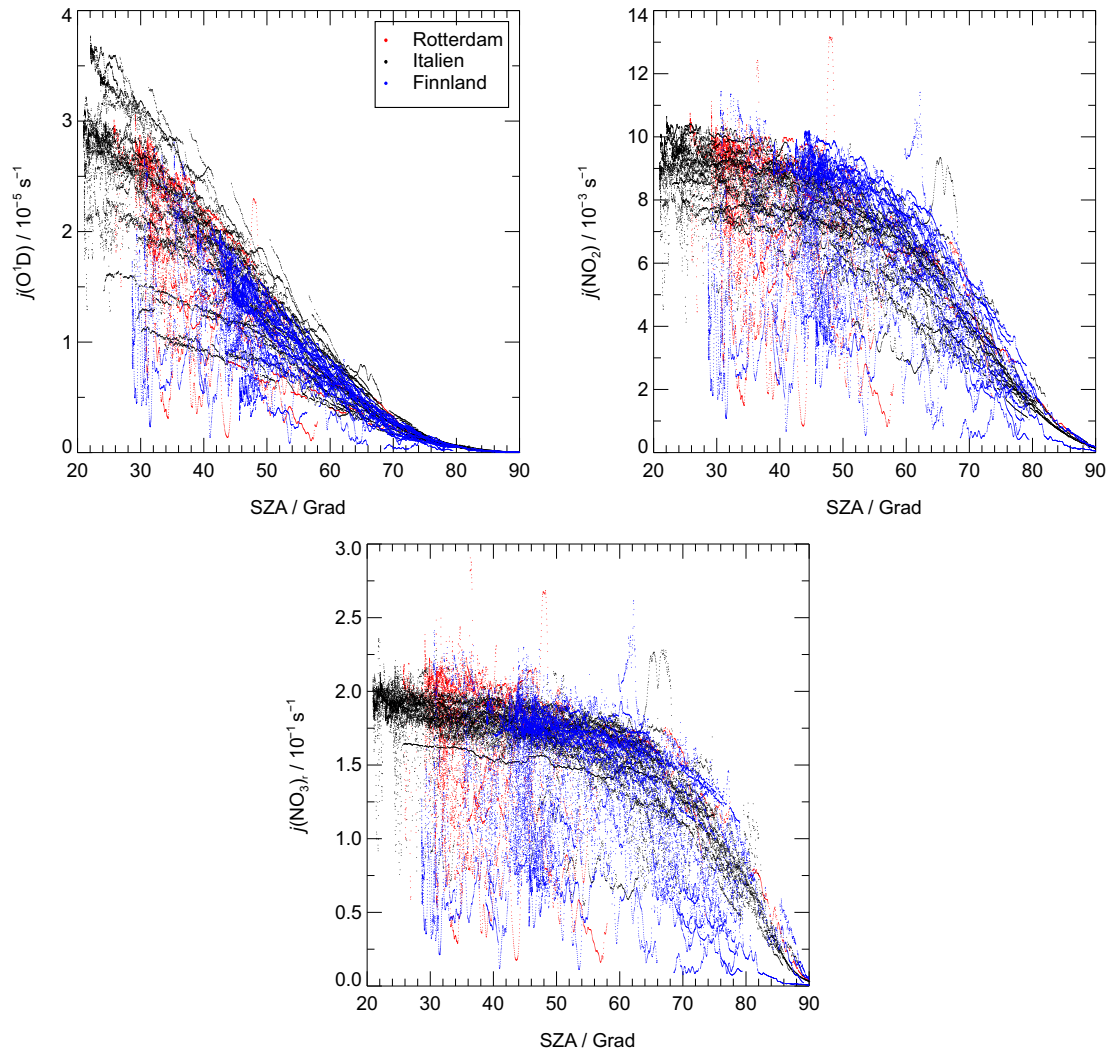 4
3
2
1
0
j(O¹D) / 10⁻⁵ s⁻¹
Rotterdam
Italien
Finnland
20 30 40 50 60 70 80 90
SZA / Grad
14
12
10
8
6
4
2
0
j(NO₂) / 10⁻³ s⁻¹
20 30 40 50 60 70 80 90
SZA / Grad
3.0
2.5
2.0
1.5
1.0
0.5
0.0
j(NO₃)ᵣ / 10⁻¹ s⁻¹
20 30 40 50 60 70 80 90
SZA / Grad